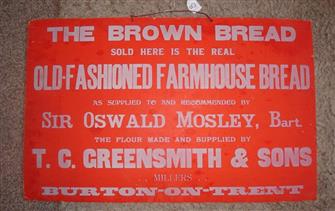 THE BROWN BREAD
SOLD HERE IS THE REAL
OLD-FASHIONED FARMHOUSE BREAD
AS SUPPLIED TO AND RECOMMENDED BY
SIR OSWALD MOSLEY, Bart.
THE FLOUR MADE AND SUPPLIED BY
T. C. GREENSMITH & SONS
.. MILLERS ..
BURTON-ON-TRENT